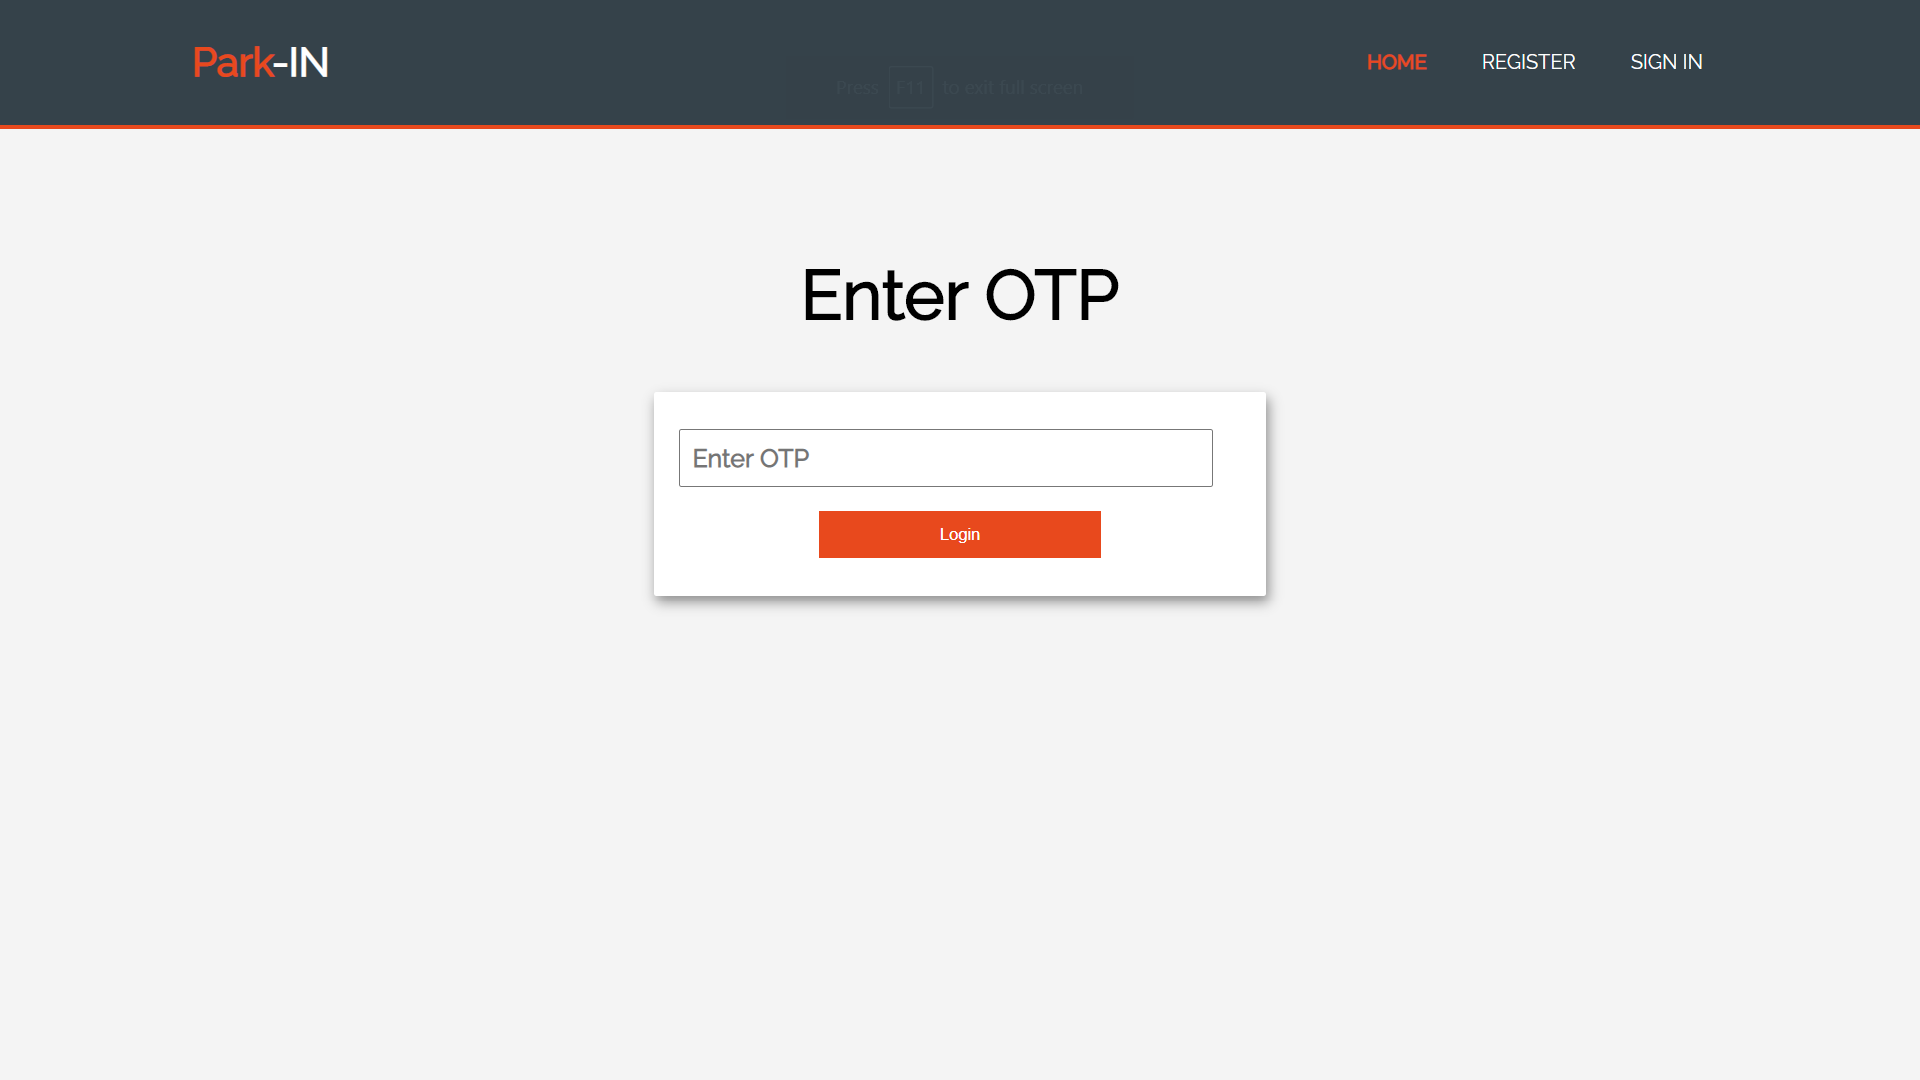 Park-IN
HOME REGISTER SIGN IN
Press F11 to exit full screen
Enter OTP
Enter OTP
Login